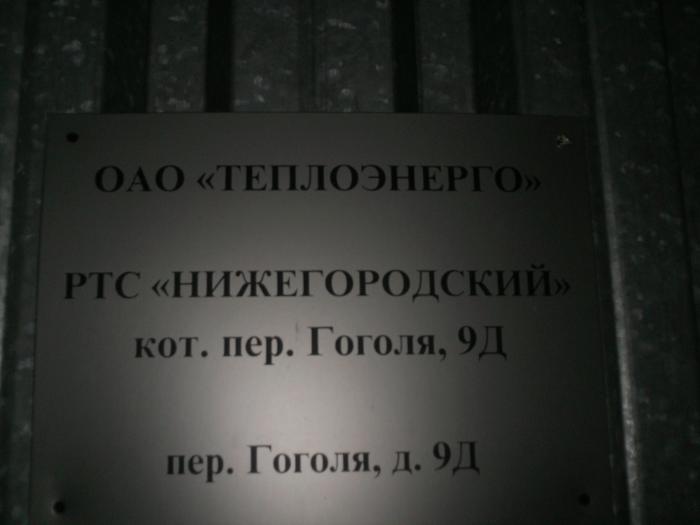 ОАО «ТЕПЛОЭНЕРГО»
РТС «НИЖЕГОРОДСКИЙ»
кот. пер. Гоголя, 9Д
пер. Гоголя, д. 9Д